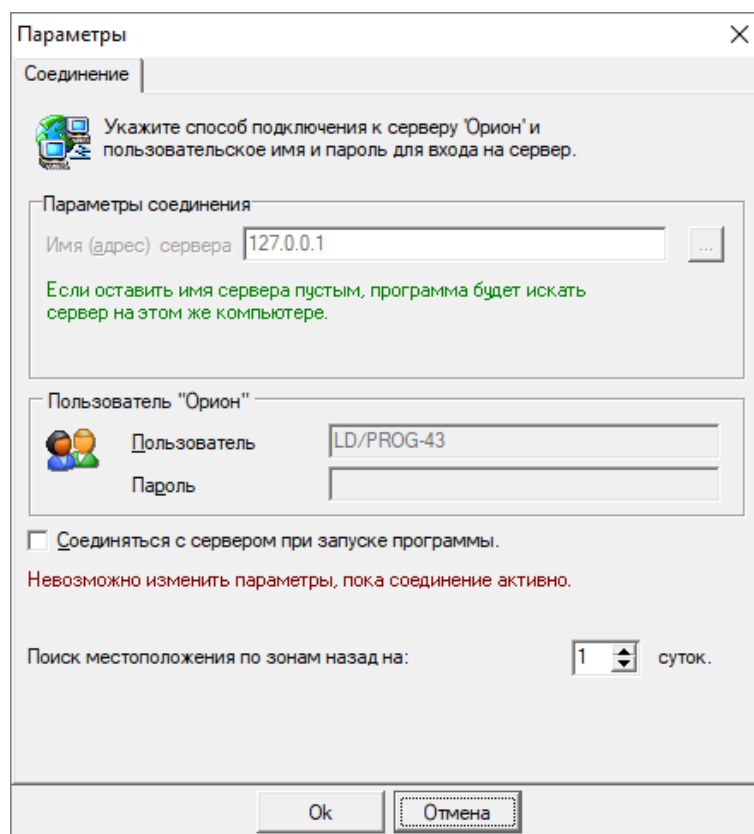 Параметры
Соединение
Укажите способ подключения к серверу 'Орион' и
пользовательское имя и пароль для входа на сервер.
Параметры соединения
Имя (адрес) сервера 127.0.0.1 ...
Если оставить имя сервера пустым, программа будет искать
сервер на этом же компьютере.
Пользователь "Орион"
Пользователь LD/PROG-43
Пароль
Соединяться с сервером при запуске программы.
Невозможно изменить параметры, пока соединение активно.
Поиск местоположения по зонам назад на: 1 суток.
Ok Отмена